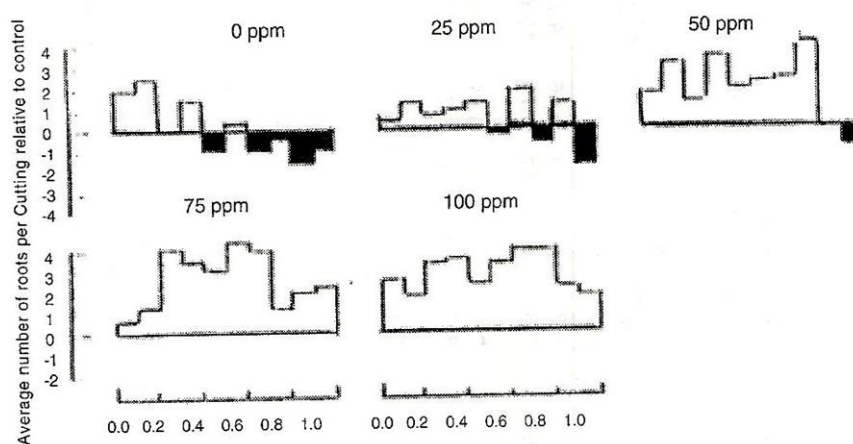 Average number of roots per Cutting relative to control
0 ppm
25 ppm
50 ppm
4
3
2
1
0
-1
-2
-3
-4
75 ppm
100 ppm
4
3
2
1
0
-1
-2
0.0 0.2 0.4 0.6 0.8 1.0
0.0 0.2 0.4 0.6 0.8 1.0